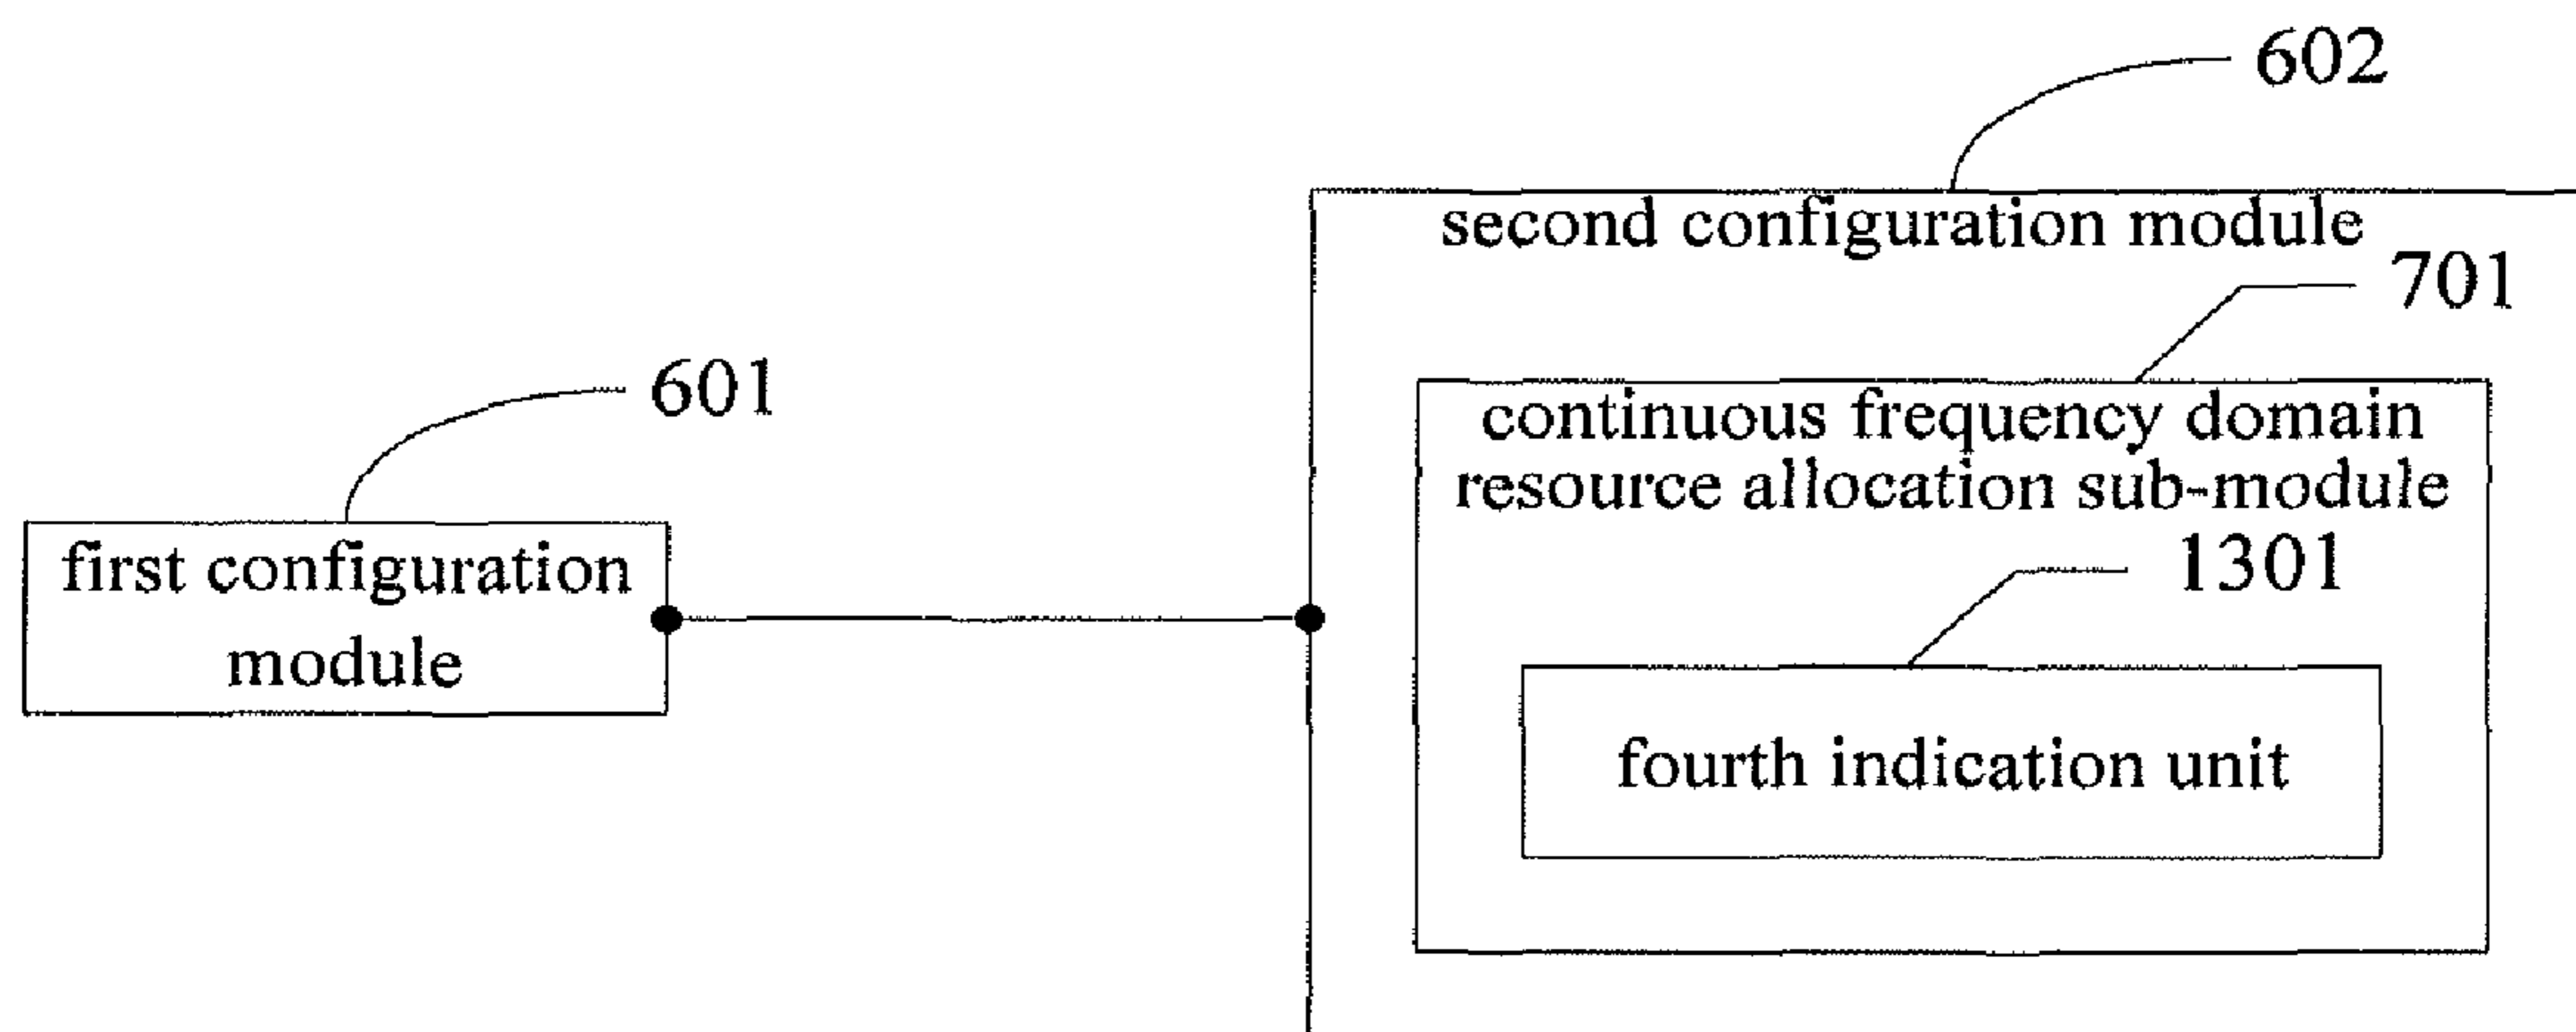 602
second configuration module
701
601
continuous frequency domain
resource allocation sub-module
1301
first configuration
module
fourth indication unit